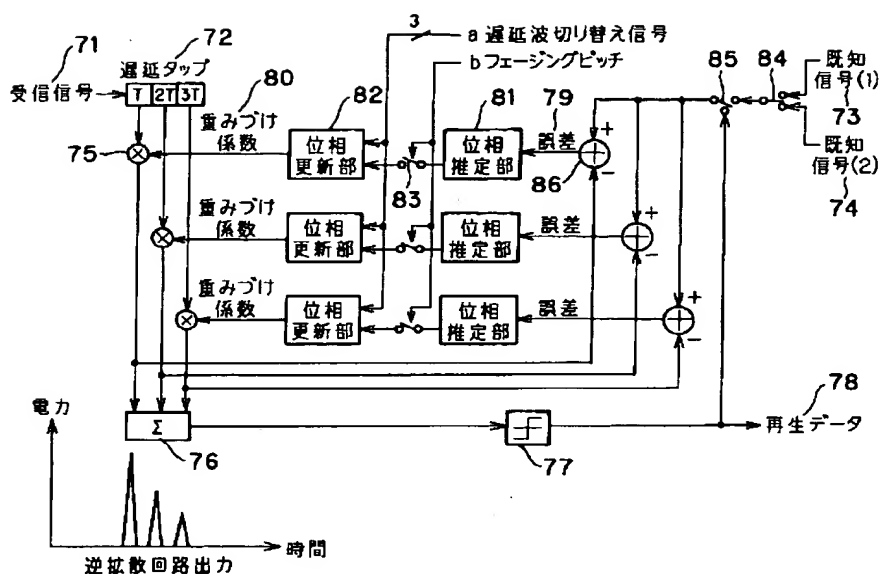 71
72
遅延タップ
受信信号
T 2T 3T
80
重みづけ
係数
75
82
位相
更新部
3
a 遅延波切り替え信号
b フェージングピッチ
81
位相
推定部
83
79
誤差
+
-
86
85
84
既知
信号(1)
73
既知
信号(2)
74
重みづけ
係数
位相
更新部
位相
推定部
誤差
+
-
重みづけ
係数
位相
更新部
位相
推定部
誤差
+
-
電力
Σ
76
77
78
再生データ
時間
逆拡散回路出力